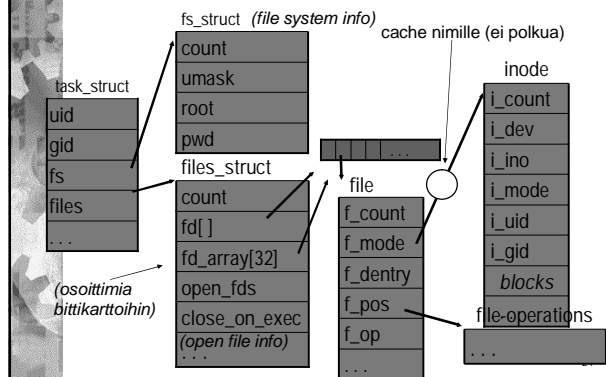 fs_struct (file system info)
count
umask
root
pwd
cache nimille (ei polkua)
task_struct
uid
gid
fs
files
. . .
files_struct
count
fd[ ]
fd_array[32]
open_fds
close_on_exec
(open file info)
. . .
(osoittimia
bittikarttoihin)
. . .
file
f_count
f_mode
f_dentry
f_pos
f_op
. . .
inode
i_count
i_dev
i_ino
i_mode
i_uid
i_gid
blocks
file-operations
. . .